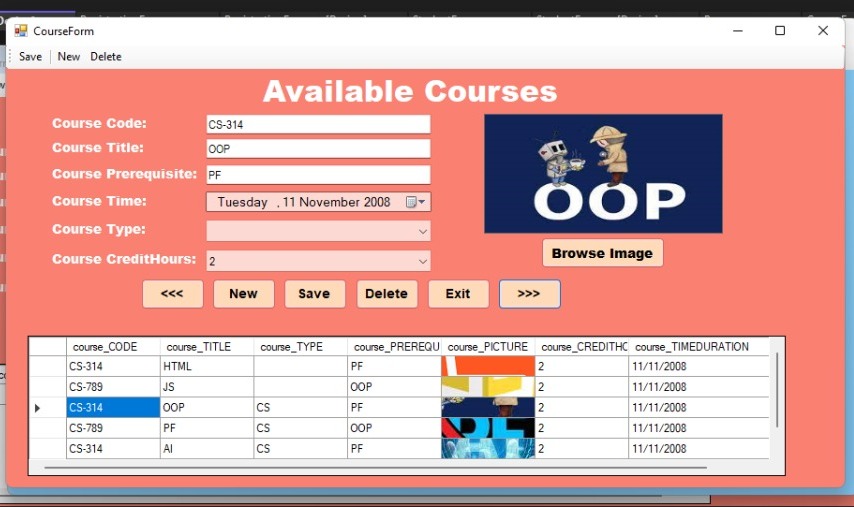 CourseForm
Save New Delete
Available Courses
Course Code: CS-314
Course Title: OOP
Course Prerequisite: PF
Course Time: Tuesday , 11 November 2008
Course Type:
Course CreditHours: 2
OOP
Browse Image
<<< New Save Delete Exit >>>
course_CODE course_TITLE course_TYPE course_PREREQU course_PICTURE course_CREDITHC course_TIMEDURATION
CS-314 HTML PF 2 11/11/2008
CS-789 JS OOP 2 11/11/2008
CS-314 OOP CS PF 2 11/11/2008
CS-789 PF CS OOP 2 11/11/2008
CS-314 AI CS PF 2 11/11/2008